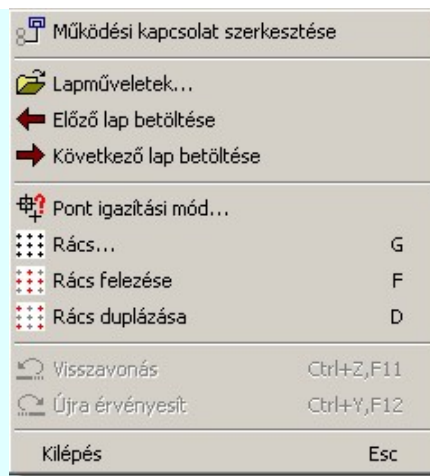 Működési kapcsolat szerkesztése
Lapműveletek...
Előző lap betöltése
Következő lap betöltése
Pont igazítási mód...
Rács... G
Rács felezése F
Rács duplázása D
Visszavonás Ctrl+Z,F11
Újra érvényesít Ctrl+Y,F12
Kilépés Esc